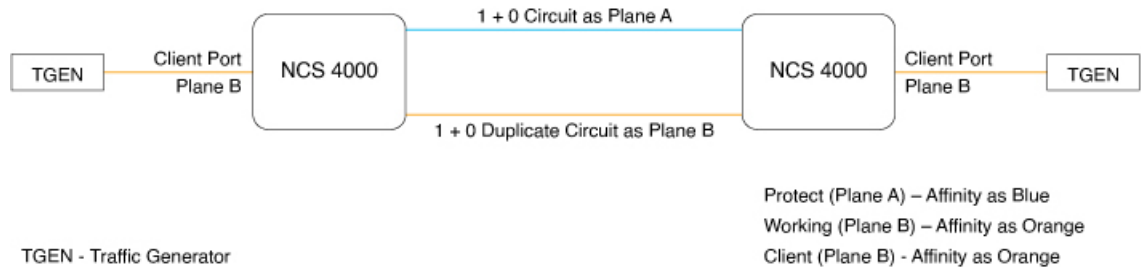 1 + 0 Circuit as Plane A
TGEN
Client Port
Plane B
NCS 4000
NCS 4000
Client Port
Plane B
TGEN
1 + 0 Duplicate Circuit as Plane B
Protect (Plane A) – Affinity as Blue
Working (Plane B) – Affinity as Orange
TGEN - Traffic Generator
Client (Plane B) - Affinity as Orange